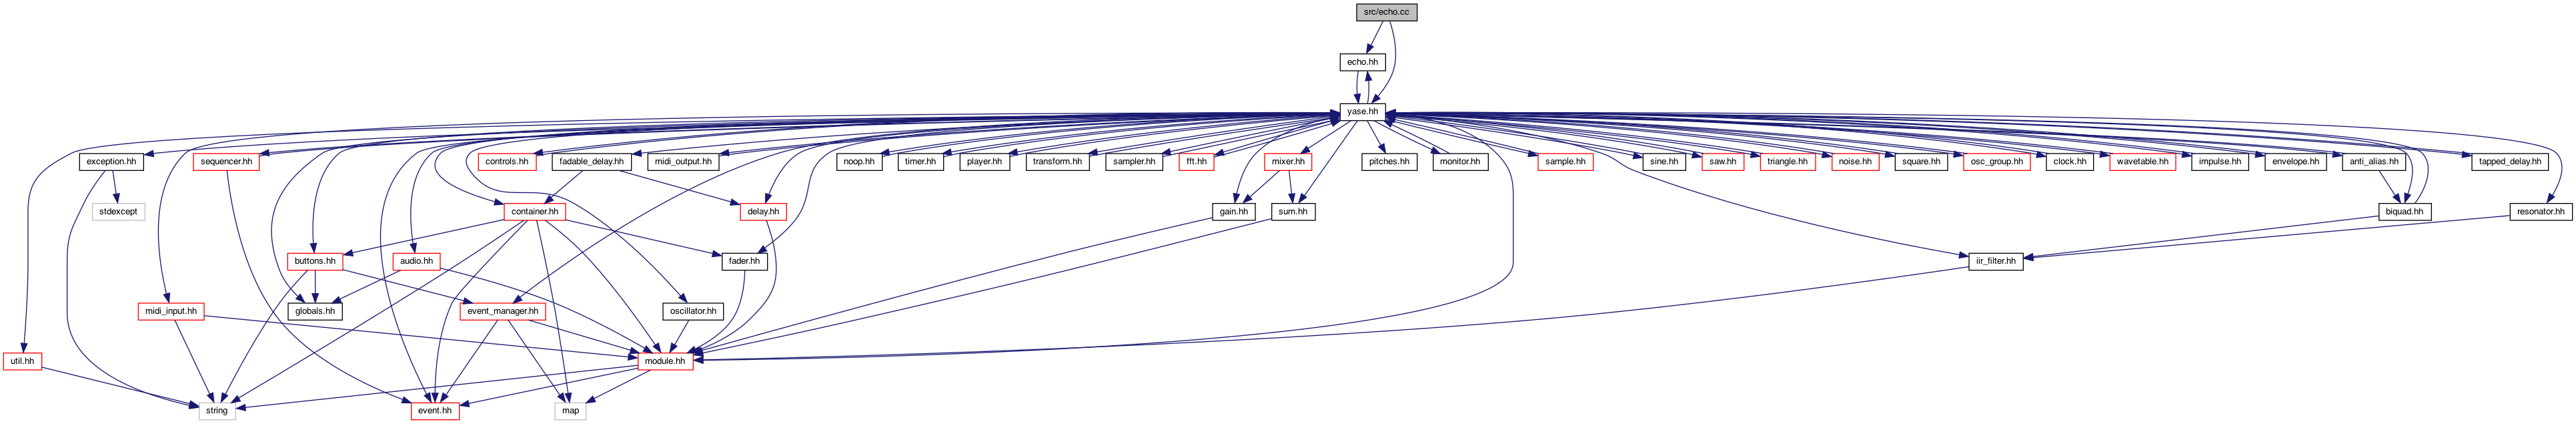 src/echo.cc
echo.hh
yase.hh
exception.hh
sequencer.hh
controls.hh
fadable_delay.hh
midi_output.hh
noop.hh
timer.hh
player.hh
transform.hh
sampler.hh
fft.hh
mixer.hh
pitches.hh
monitor.hh
sample.hh
sine.hh
saw.hh
triangle.hh
noise.hh
square.hh
osc_group.hh
clock.hh
wavetable.hh
impulse.hh
envelope.hh
anti_alias.hh
tapped_delay.hh
stdexcept
container.hh
delay.hh
gain.hh
sum.hh
biquad.hh
resonator.hh
buttons.hh
audio.hh
fader.hh
iir_filter.hh
midi_input.hh
globals.hh
event_manager.hh
oscillator.hh
util.hh
module.hh
string
event.hh
map